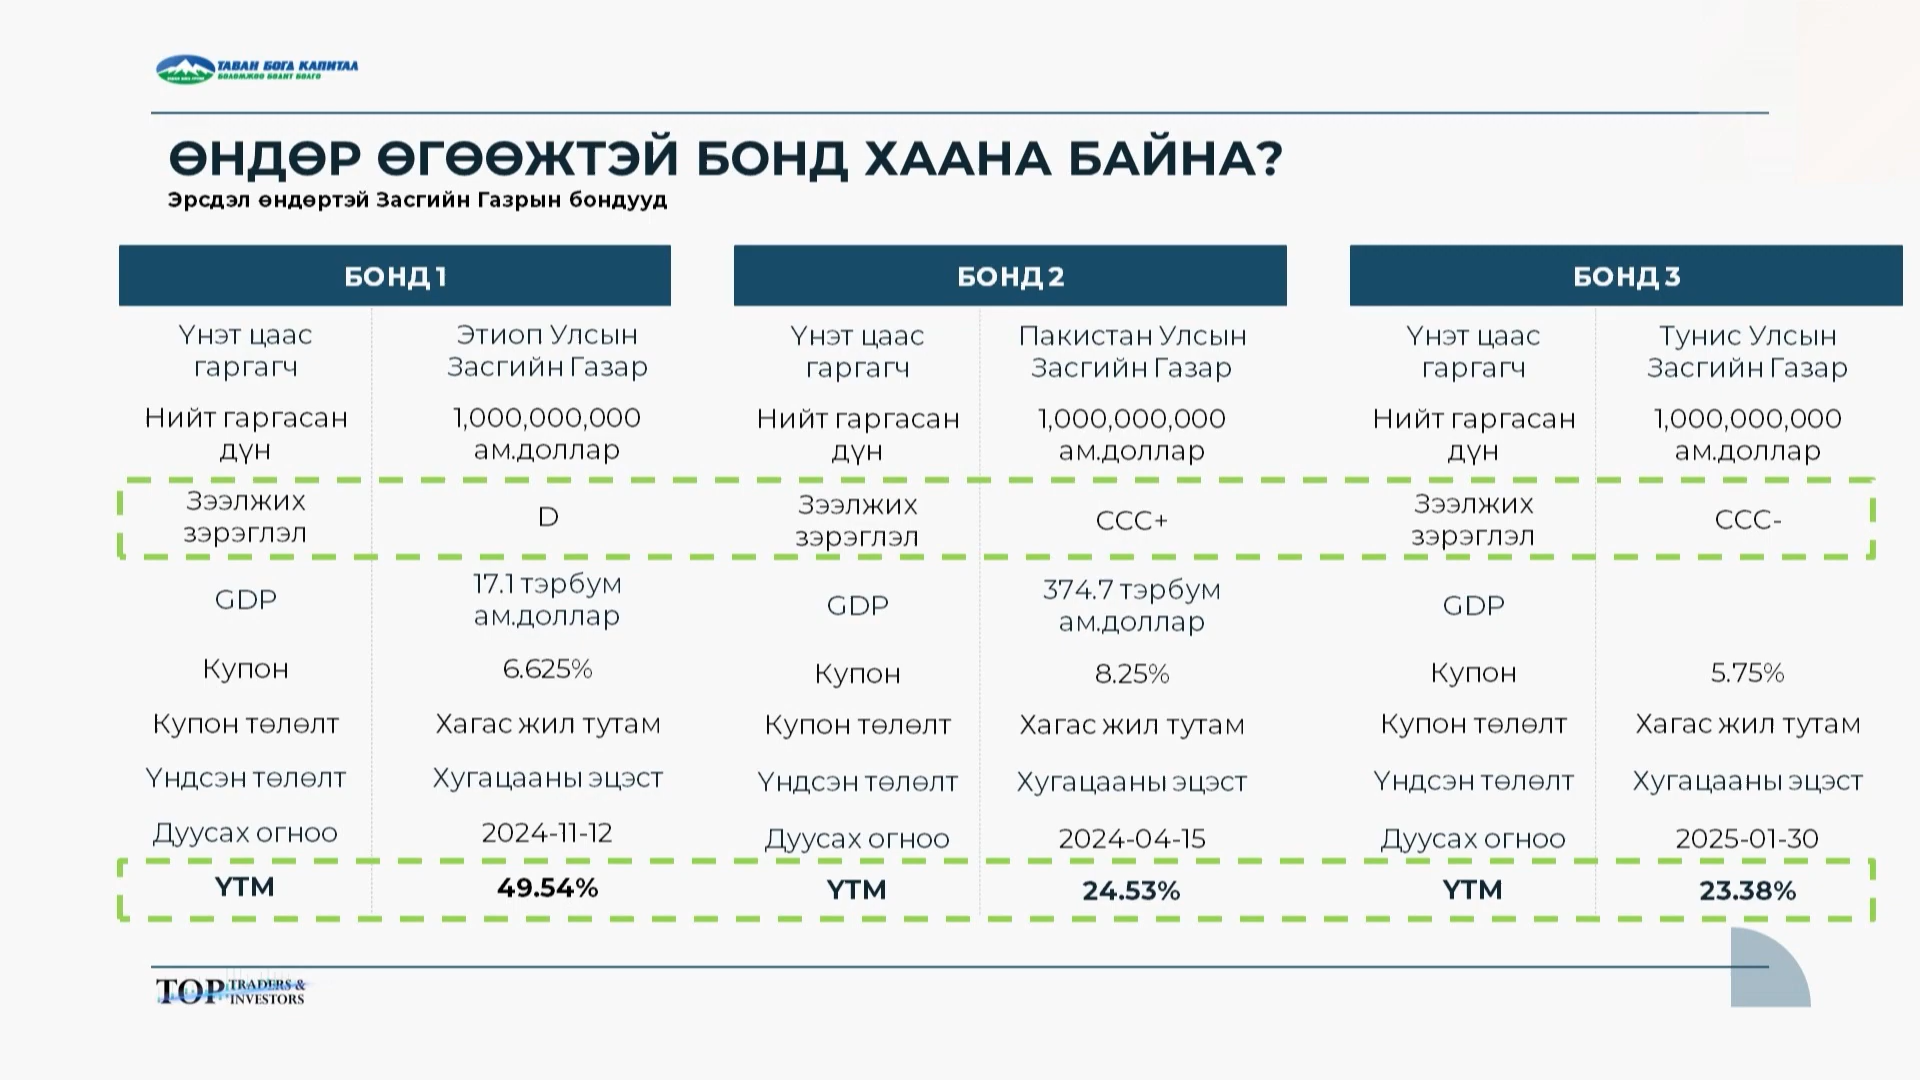 ТАВАН БОГД КАПИТАЛ
БОЛОМЖОО БОДИТ БОЛГО
ӨНДӨР ӨГӨӨЖТЭЙ БОНД ХААНА БАЙНА?
Эрсдэл өндөртэй Засгийн Газрын бондууд
БОНД 1
Үнэт цаас
гаргагч
Этиоп Улсын
Засгийн Газар
Нийт гаргасан
дүн
1,000,000,000
ам.доллар
Зээлжих
зэрэглэл
D
GDP
17.1 тэрбум
ам.доллар
Купон
6.625%
Купон төлөлт
Хагас жил тутам
Үндсэн төлөлт
Хугацааны эцэст
Дуусах огноо
2024-11-12
YTM
49.54%
БОНД 2
Үнэт цаас
гаргагч
Пакистан Улсын
Засгийн Газар
Нийт гаргасан
дүн
1,000,000,000
ам.доллар
Зээлжих
зэрэглэл
CCC+
GDP
374.7 тэрбум
ам.доллар
Купон
8.25%
Купон төлөлт
Хагас жил тутам
Үндсэн төлөлт
Хугацааны эцэст
Дуусах огноо
2024-04-15
YTM
24.53%
БОНД 3
Үнэт цаас
гаргагч
Тунис Улсын
Засгийн Газар
Нийт гаргасан
дүн
1,000,000,000
ам.доллар
Зээлжих
зэрэглэл
CCC-
GDP
Купон
5.75%
Купон төлөлт
Хагас жил тутам
Үндсэн төлөлт
Хугацааны эцэст
Дуусах огноо
2025-01-30
YTM
23.38%
TOP TRADERS &
INVESTORS